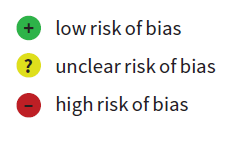 + low risk of bias
? unclear risk of bias
− high risk of bias